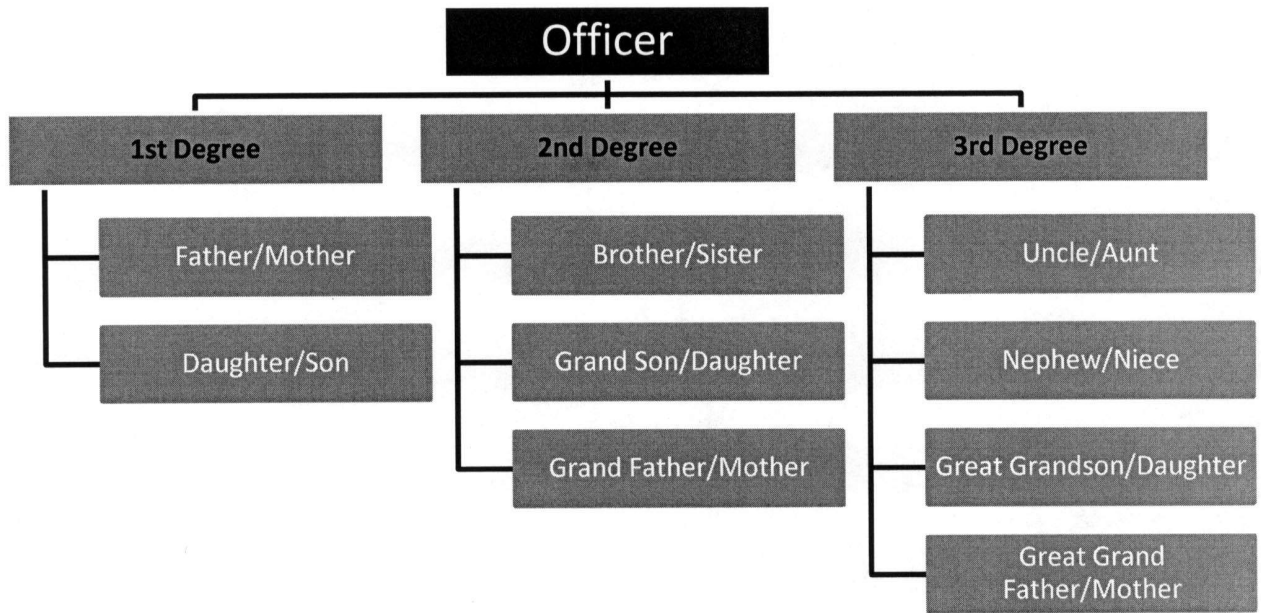 Officer
1st Degree
Father/Mother
Daughter/Son
2nd Degree
Brother/Sister
Grand Son/Daughter
Grand Father/Mother
3rd Degree
Uncle/Aunt
Nephew/Niece
Great Grandson/Daughter
Great Grand
Father/Mother